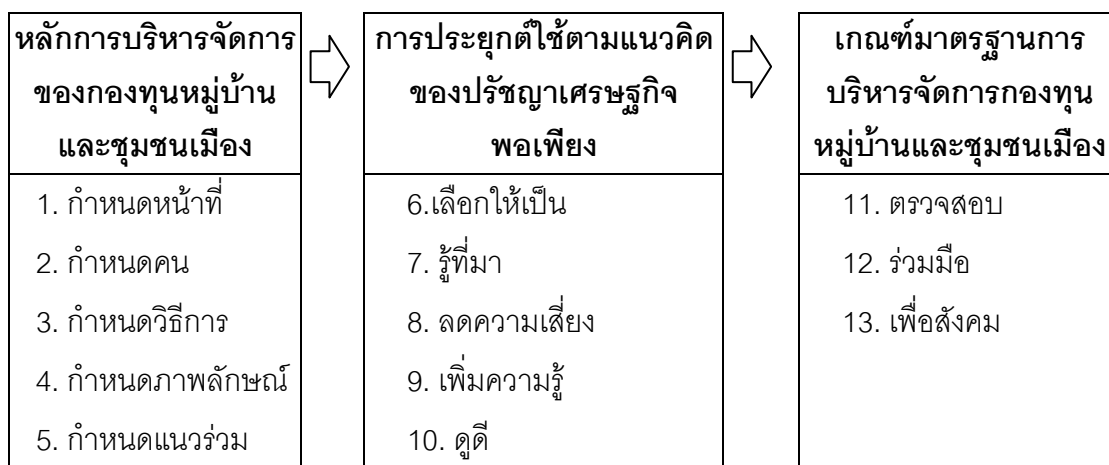 หลักการบริหารจัดการ
ของกองทุนหมู่บ้าน
และชุมชนเมือง
1. กำหนดหน้าที่
2. กำหนดคน
3. กำหนดวิธีการ
4. กำหนดภาพลักษณ์
5. กำหนดแนวร่วม
การประยุกต์ใช้ตามแนวคิด
ของปรัชญาเศรษฐกิจ
พอเพียง
6.เลือกให้เป็น
7. รู้ที่มา
8. ลดความเสี่ยง
9. เพิ่มความรู้
10. ดูดี
เกณฑ์มาตรฐานการ
บริหารจัดการกองทุน
หมู่บ้านและชุมชนเมือง
11. ตรวจสอบ
12. ร่วมมือ
13. เพื่อสังคม